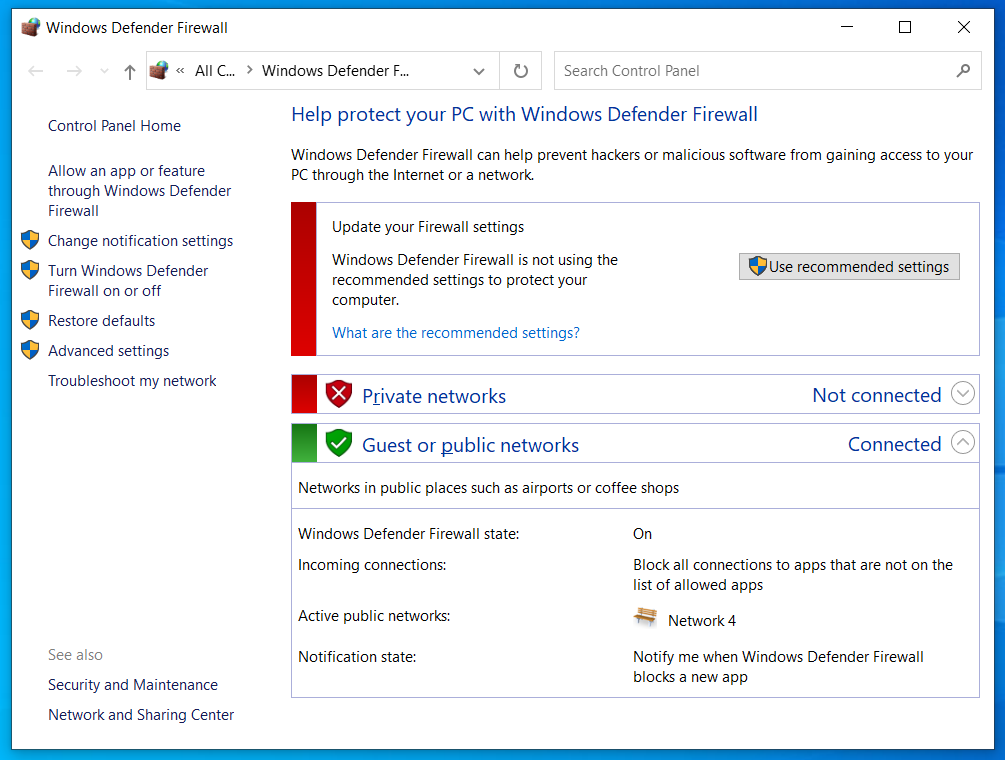 Windows Defender Firewall
« All C... > Windows Defender F...
Search Control Panel
Control Panel Home
Allow an app or feature
through Windows Defender
Firewall
Change notification settings
Turn Windows Defender
Firewall on or off
Restore defaults
Advanced settings
Troubleshoot my network
See also
Security and Maintenance
Network and Sharing Center
Help protect your PC with Windows Defender Firewall
Windows Defender Firewall can help prevent hackers or malicious software from gaining access to your
PC through the Internet or a network.
Update your Firewall settings
Windows Defender Firewall is not using the
recommended settings to protect your
computer.
What are the recommended settings?
Use recommended settings
Private networks Not connected
Guest or public networks Connected
Networks in public places such as airports or coffee shops
Windows Defender Firewall state: On
Incoming connections: Block all connections to apps that are not on the
list of allowed apps
Active public networks: Network 4
Notification state: Notify me when Windows Defender Firewall
blocks a new app